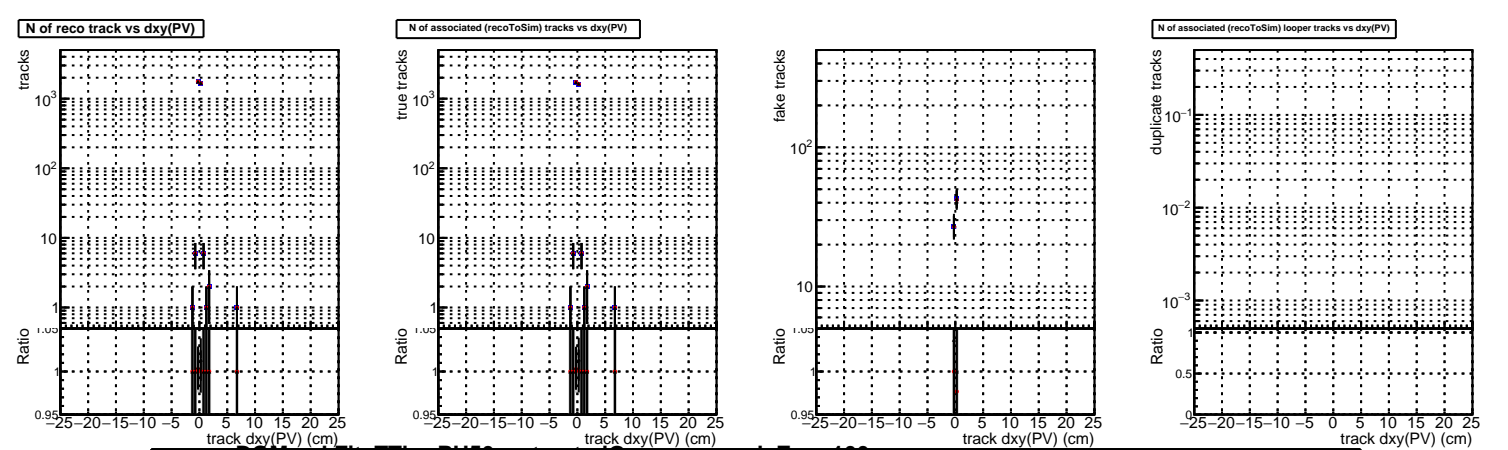 N of reco track vs dxy(PV)
tracks
10³
10²
10
1
1.05
Ratio
1
0.95
−25 −20 −15 −10 −5 0 5 10 15 20 25
track dxy(PV) (cm)
N of associated (recoToSim) tracks vs dxy(PV)
true tracks
10³
10²
10
1
1.05
Ratio
1
0.95
−25 −20 −15 −10 −5 0 5 10 15 20 25
track dxy(PV) (cm)
fake tracks
10²
10
1.05
Ratio
1
0.95
−25 −20 −15 −10 −5 0 5 10 15 20 25
track dxy(PV) (cm)
N of associated (recoToSim) looper tracks vs dxy(PV)
duplicate tracks
10⁻¹
10⁻²
10⁻³
Ratio
1
0.5
0
−25 −20 −15 −10 −5 0 5 10 15 20 25
track dxy(PV) (cm)